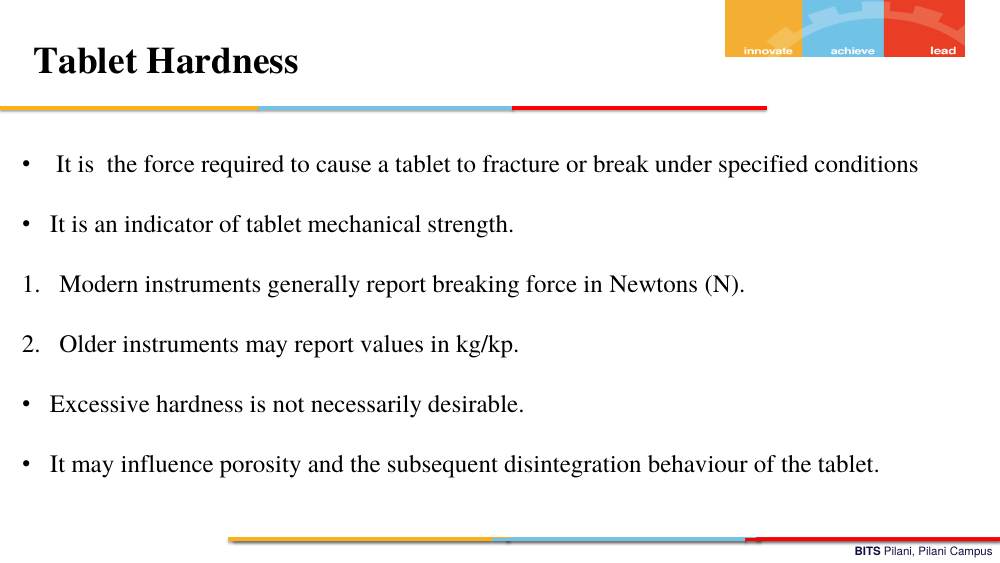 innovate achieve lead
Tablet Hardness
• It is the force required to cause a tablet to fracture or break under specified conditions
• It is an indicator of tablet mechanical strength.
1. Modern instruments generally report breaking force in Newtons (N).
2. Older instruments may report values in kg/kp.
• Excessive hardness is not necessarily desirable.
• It may influence porosity and the subsequent disintegration behaviour of the tablet.
BITS Pilani, Pilani Campus